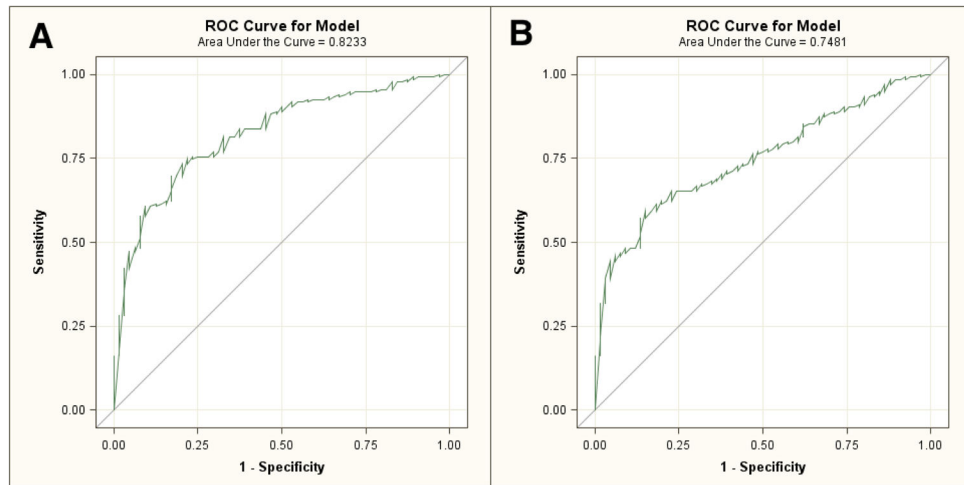 A
ROC Curve for Model
Area Under the Curve = 0.8233
1.00
0.75
0.50
0.25
0.00
Sensitivity
0.00 0.25 0.50 0.75 1.00
1 - Specificity
B
ROC Curve for Model
Area Under the Curve = 0.7481
1.00
0.75
0.50
0.25
0.00
Sensitivity
0.00 0.25 0.50 0.75 1.00
1 - Specificity